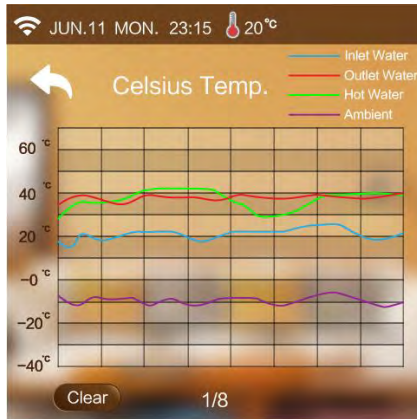 JUN.11 MON. 23:15 20℃
Inlet Water
Outlet Water
Hot Water
Ambient
Celsius Temp.
60 ℃
40 ℃
20 ℃
-0 ℃
-20 ℃
-40 ℃
Clear 1/8